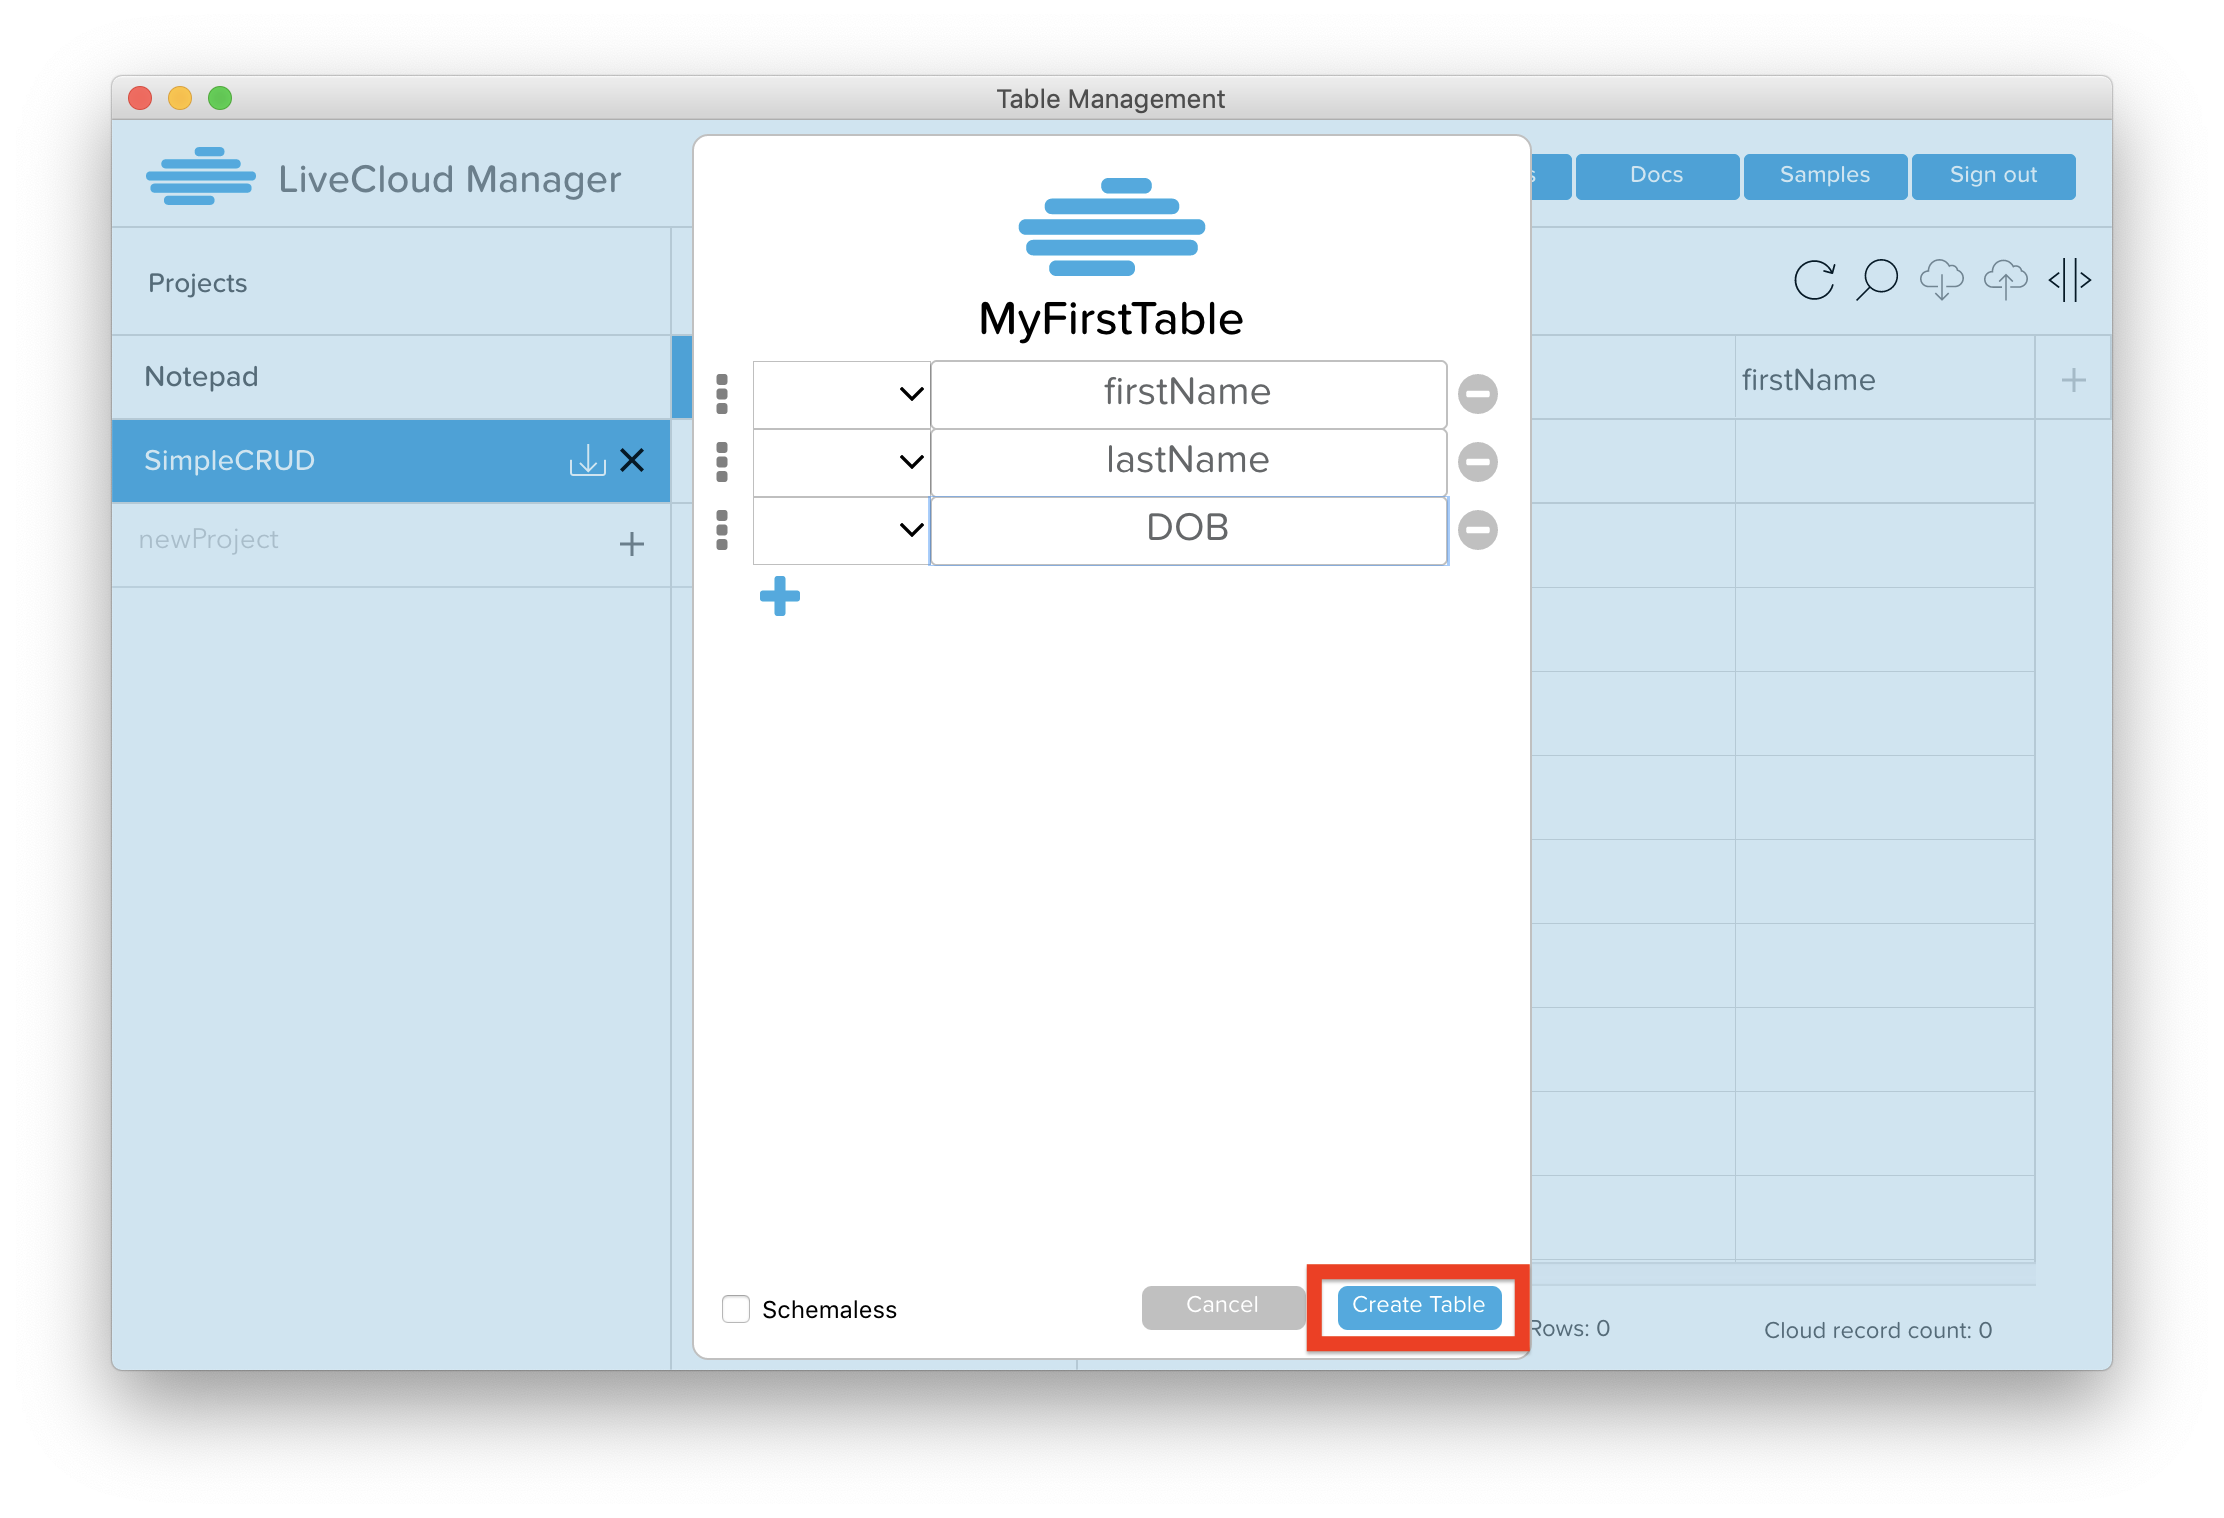 Table Management
LiveCloud Manager
Docs
Samples
Sign out
Projects
Notepad
SimpleCRUD
newProject
MyFirstTable
firstName
lastName
DOB
firstName
Schemaless
Cancel
Create Table
Rows: 0
Cloud record count: 0